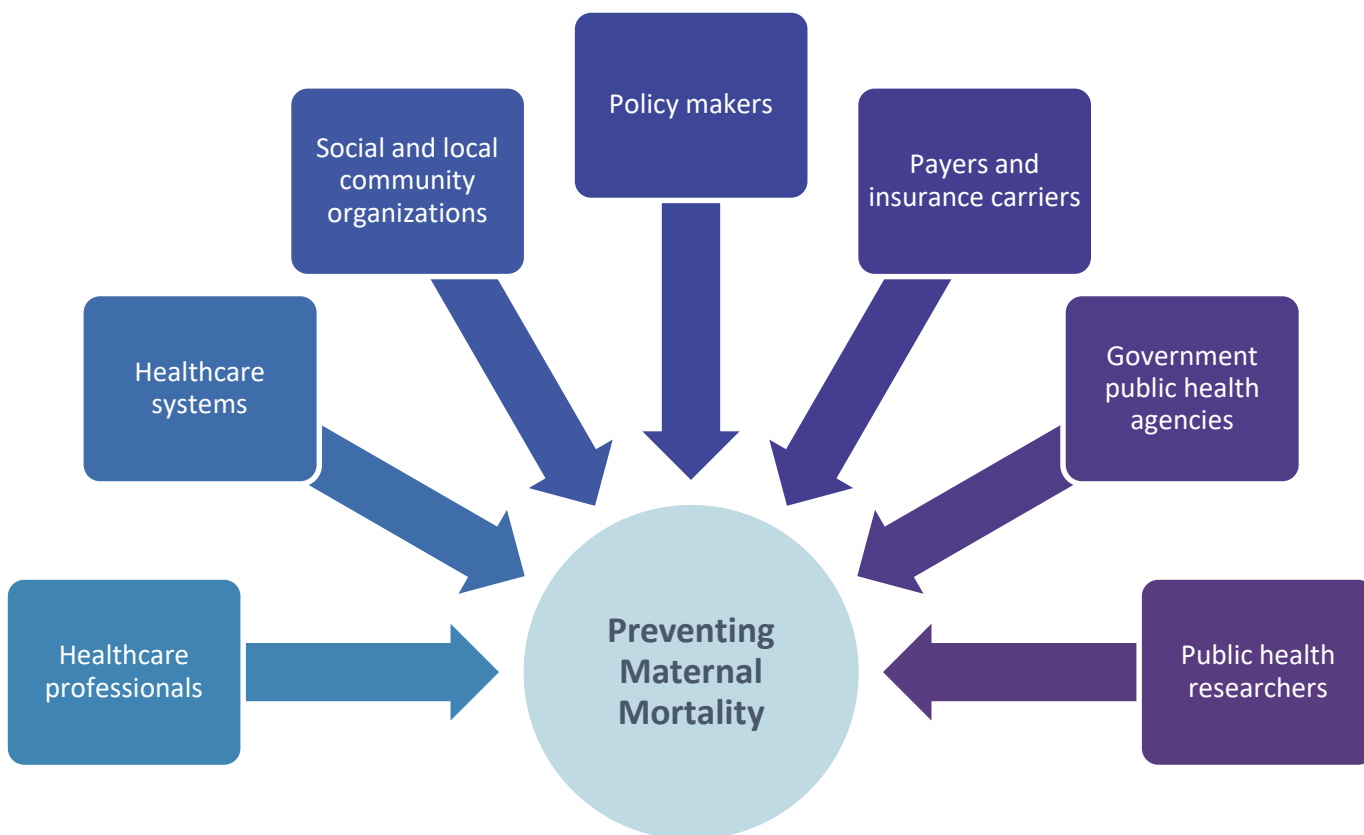 Policy makers
Social and local
community
organizations
Payers and
insurance carriers
Healthcare
systems
Government
public health
agencies
Healthcare
professionals
Preventing
Maternal
Mortality
Public health
researchers